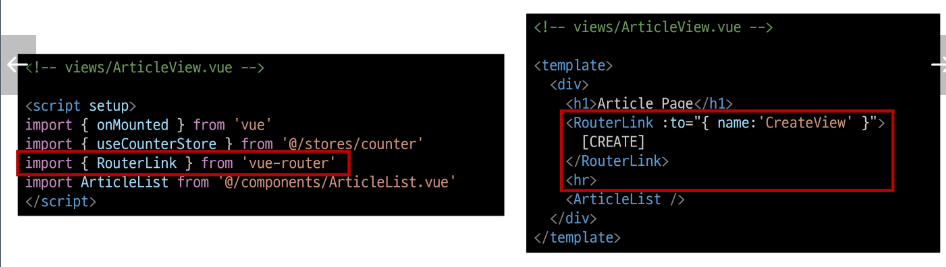 <!-- views/ArticleView.vue -->
<script setup>
import { onMounted } from 'vue'
import { useCounterStore } from '@/stores/counter'
import { RouterLink } from 'vue-router'
import ArticleList from '@/components/ArticleList.vue'
</script>
<!-- views/ArticleView.vue -->
<template>
  <div>
    <h1>Article Page</h1>
    <RouterLink :to="{ name:'CreateView' }">
      [CREATE]
    </RouterLink>
    <hr>
    <ArticleList />
  </div>
</template>